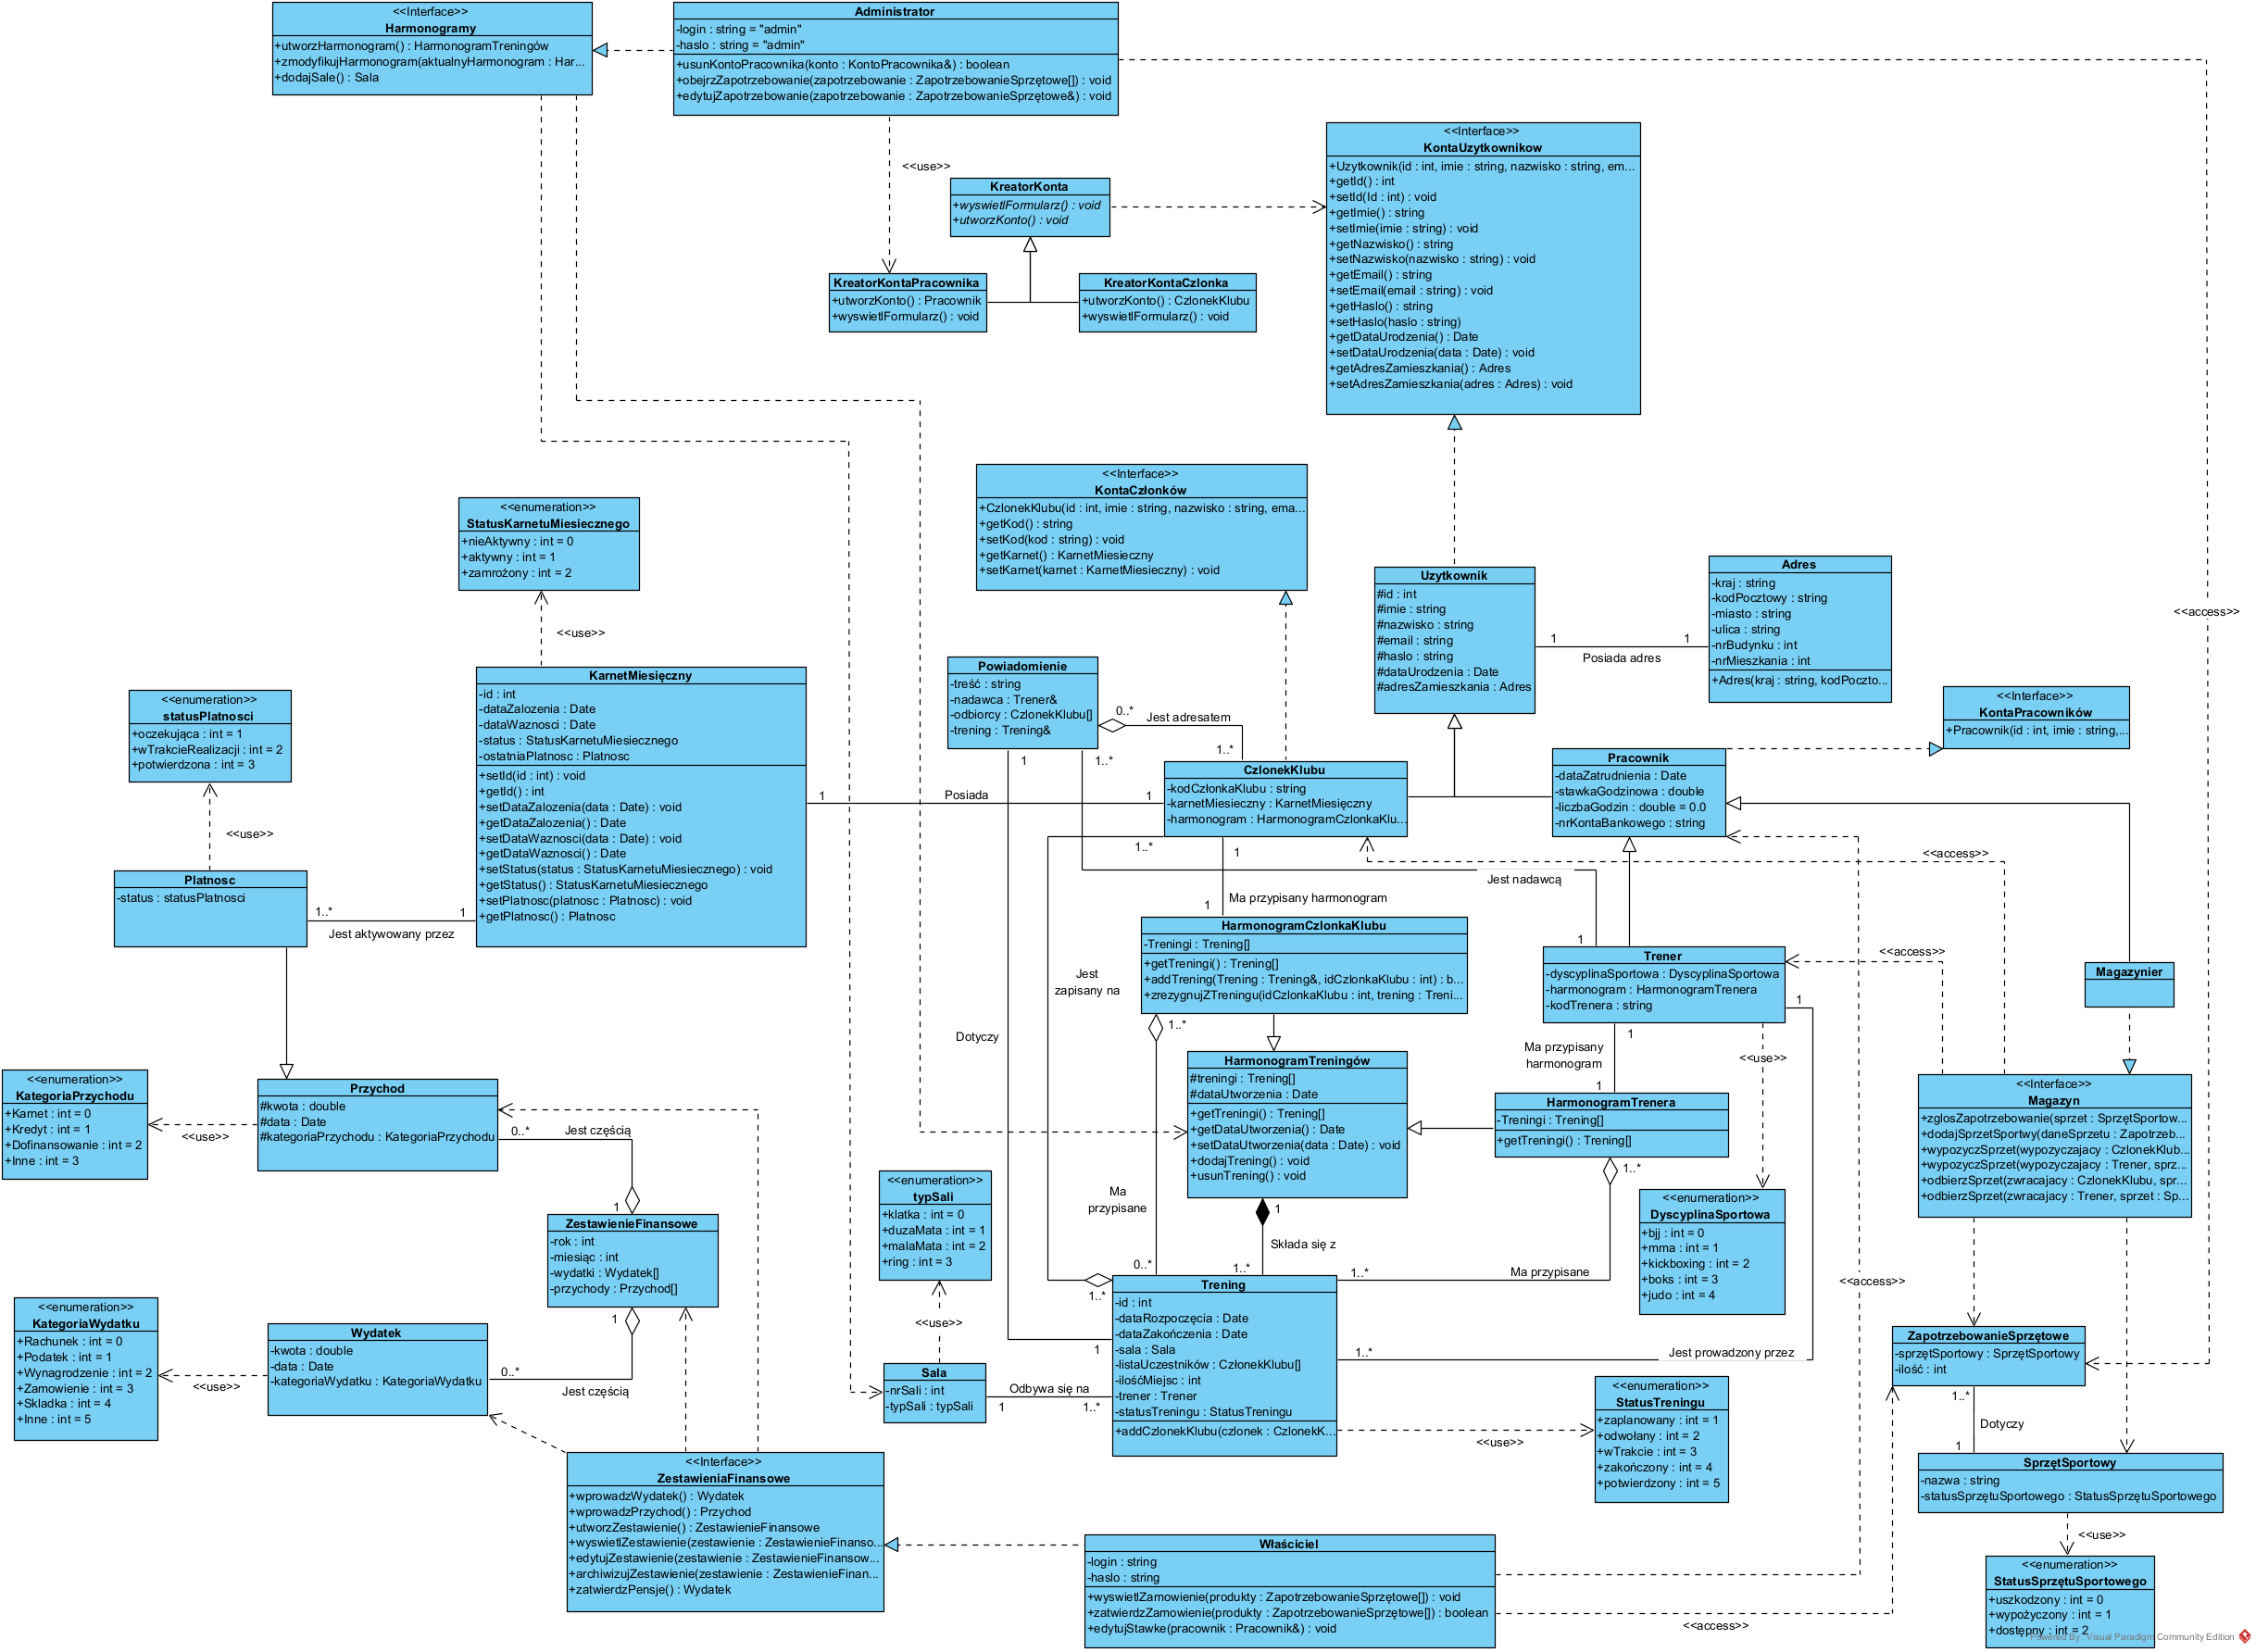 <<Interface>>
Harmonogramy
+utworzHarmonogram() : HarmonogramTreningów
+zmodyfikujHarmonogram(aktualnyHarmonogram : Har...
+dodajSale() : Sala
Administrator
-login : string = "admin"
-haslo : string = "admin"
+usunKontoPracownika(konto : KontoPracownika&) : boolean
+obejrzZapotrzebowanie(zapotrzebowanie : ZapotrzebowanieSprzętowe[]) : void
+edytujZapotrzebowanie(zapotrzebowanie : ZapotrzebowanieSprzętowe&) : void
<<use>>
<<Interface>>
KontaUzytkownikow
+Uzytkownik(id : int, imie : string, nazwisko : string, em...
+getId() : int
+setId(Id : int) : void
+getImie() : string
+setImie(imie : string) : void
+getNazwisko() : string
+setNazwisko(nazwisko : string) : void
+getEmail() : string
+setEmail(email : string) : void
+getHaslo() : string
+setHaslo(haslo : string)
+getDataUrodzenia() : Date
+setDataUrodzenia(data : Date) : void
+getAdresZamieszkania() : Adres
+setAdresZamieszkania(adres : Adres) : void
KreatorKonta
+wyswietlFormularz() : void
+utworzKonto() : void
KreatorKontaPracownika
+utworzKonto() : Pracownik
+wyswietlFormularz() : void
KreatorKontaCzlonka
+utworzKonto() : CzlonekKlubu
+wyswietlFormularz() : void
<<Interface>>
KontaCzłonków
+CzlonekKlubu(id : int, imie : string, nazwisko : string, ema...
+getKod() : string
+setKod(kod : string) : void
+getKarnet() : KarnetMiesieczny
+setKarnet(karnet : KarnetMiesieczny) : void
<<enumeration>>
StatusKarnetuMiesiecznego
+nieAktywny : int = 0
+aktywny : int = 1
+zamrożony : int = 2
<<use>>
Uzytkownik
#id : int
#imie : string
#nazwisko : string
#email : string
#haslo : string
#dataUrodzenia : Date
#adresZamieszkania : Adres
1
1
Posiada adres
Adres
-kraj : string
-kodPocztowy : string
-miasto : string
-ulica : string
-nrBudynku : int
-nrMieszkania : int
+Adres(kraj : string, kodPoczto...
<<access>>
<<Interface>>
KontaPracowników
+Pracownik(id : int, imie : string,...
Powiadomienie
-treść : string
-nadawca : Trener&
-odbiorcy : CzlonekKlubu[]
-trening : Trening&
0..*
Jest adresatem
1..*
1
1..*
KarnetMiesięczny
-id : int
-dataZalozenia : Date
-dataWaznosci : Date
-status : StatusKarnetuMiesiecznego
-ostatniaPlatnosc : Platnosc
+setId(id : int) : void
+getId() : int
+setDataZalozenia(data : Date) : void
+getDataZalozenia() : Date
+setDataWaznosci(data : Date) : void
+getDataWaznosci() : Date
+setStatus(status : StatusKarnetuMiesiecznego) : void
+getStatus() : StatusKarnetuMiesiecznego
+setPlatnosc(platnosc : Platnosc) : void
+getPlatnosc() : Platnosc
<<enumeration>>
statusPlatnosci
+oczekująca : int = 1
+wTrakcieRealizacji : int = 2
+potwierdzona : int = 3
<<use>>
Platnosc
-status : statusPlatnosci
1..*
1
Jest aktywowany przez
1
Posiada
1
CzlonekKlubu
-kodCzłonkaKlubu : string
-karnetMiesieczny : KarnetMiesięczny
-harmonogram : HarmonogramCzlonkaKlu...
Pracownik
-dataZatrudnienia : Date
-stawkaGodzinowa : double
-liczbaGodzin : double = 0.0
-nrKontaBankowego : string
1..*
1
Ma przypisany harmonogram
1
Jest nadawcą
1
<<access>>
<<access>>
HarmonogramCzlonkaKlubu
-Treningi : Trening[]
+getTreningi() : Trening[]
+addTrening(Trening : Trening&, idCzlonkaKlubu : int) : b...
+zrezygnujZTreningu(idCzlonkaKlubu : int, trening : Treni...
Trener
-dyscyplinaSportowa : DyscyplinaSportowa
-harmonogram : HarmonogramTrenera
-kodTrenera : string
Magazynier
Jest
zapisany na
Dotyczy
1..*
1
1
Ma przypisany
harmonogram
1
<<use>>
HarmonogramTreningów
#treningi : Trening[]
#dataUtworzenia : Date
+getTreningi() : Trening[]
+getDataUtworzenia() : Date
+setDataUtworzenia(data : Date) : void
+dodajTrening() : void
+usunTrening() : void
HarmonogramTrenera
-Treningi : Trening[]
+getTreningi() : Trening[]
1..*
<<Interface>>
Magazyn
+zglosZapotrzebowanie(sprzet : SprzętSportow...
+dodajSprzetSportwy(daneSprzetu : Zapotrzeb...
+wypozyczSprzet(wypozyczajacy : CzlonekKlub...
+wypozyczSprzet(wypozyczajacy : Trener, sprz...
+odbierzSprzet(zwracajacy : CzlonekKlubu, spr...
+odbierzSprzet(zwracajacy : Trener, sprzet : Sp...
<<enumeration>>
KategoriaPrzychodu
+Karnet : int = 0
+Kredyt : int = 1
+Dofinansowanie : int = 2
+Inne : int = 3
<<use>>
Przychod
#kwota : double
#data : Date
#kategoriaPrzychodu : KategoriaPrzychodu
0..*
Jest częścią
1
<<enumeration>>
typSali
+klatka : int = 0
+duzaMata : int = 1
+malaMata : int = 2
+ring : int = 3
<<use>>
Ma
przypisane
0..*
1
Składa się z
1..*
<<enumeration>>
DyscyplinaSportowa
+bjj : int = 0
+mma : int = 1
+kickboxing : int = 2
+boks : int = 3
+judo : int = 4
1..*
Ma przypisane
1..*
<<access>>
ZestawienieFinansowe
-rok : int
-miesiąc : int
-wydatki : Wydatek[]
-przychody : Przychod[]
1
0..*
Jest częścią
<<enumeration>>
KategoriaWydatku
+Rachunek : int = 0
+Podatek : int = 1
+Wynagrodzenie : int = 2
+Zamowienie : int = 3
+Skladka : int = 4
+Inne : int = 5
<<use>>
Wydatek
-kwota : double
-data : Date
-kategoriaWydatku : KategoriaWydatku
Trening
-id : int
-dataRozpoczęcia : Date
-dataZakończenia : Date
-sala : Sala
-listaUczestników : CzłonekKlubu[]
-ilośćMiejsc : int
-trener : Trener
-statusTreningu : StatusTreningu
+addCzlonekKlubu(czlonek : CzlonekK...
1
1..*
Jest prowadzony przez
Sala
-nrSali : int
-typSali : typSali
1
Odbywa się na
1..*
<<use>>
<<enumeration>>
StatusTreningu
+zaplanowany : int = 1
+odwołany : int = 2
+wTrakcie : int = 3
+zakończony : int = 4
+potwierdzony : int = 5
ZapotrzebowanieSprzętowe
-sprzętSportowy : SprzętSportowy
-ilość : int
1..*
Dotyczy
1
SprzętSportowy
-nazwa : string
-statusSprzętuSportowego : StatusSprzętuSportowego
<<use>>
<<Interface>>
ZestawieniaFinansowe
+wprowadzWydatek() : Wydatek
+wprowadzPrzychod() : Przychod
+utworzZestawienie() : ZestawienieFinansowe
+wyswietlZestawienie(zestawienie : ZestawienieFinanso...
+edytujZestawienie(zestawienie : ZestawienieFinansow...
+archiwizujZestawienie(zestawienie : ZestawienieFinan...
+zatwierdzPensje() : Wydatek
Właściciel
-login : string
-haslo : string
+wyswietlZamowienie(produkty : ZapotrzebowanieSprzętowe[]) : void
+zatwierdzZamowienie(produkty : ZapotrzebowanieSprzętowe[]) : boolean
+edytujStawke(pracownik : Pracownik&) : void
<<access>>
<<enumeration>>
StatusSprzętuSportowego
+uszkodzony : int = 0
+wypożyczony : int = 1
+dostępny : int = 2
Powered By Visual Paradigm Community Edition